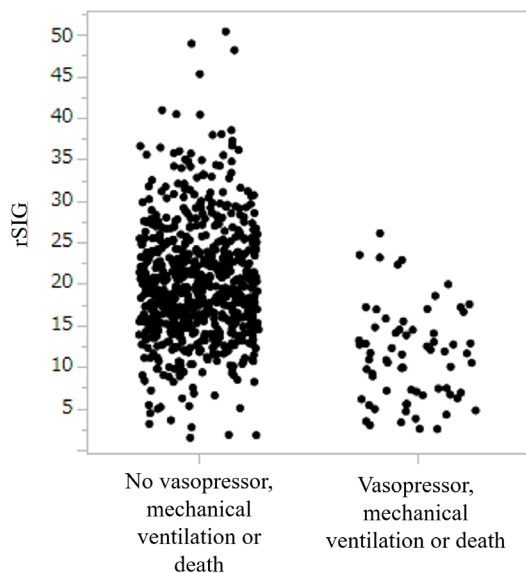 50
45
40
35
30
25
20
15
10
5
rSIG
No vasopressor,
mechanical
ventilation or
death
Vasopressor,
mechanical
ventilation or death